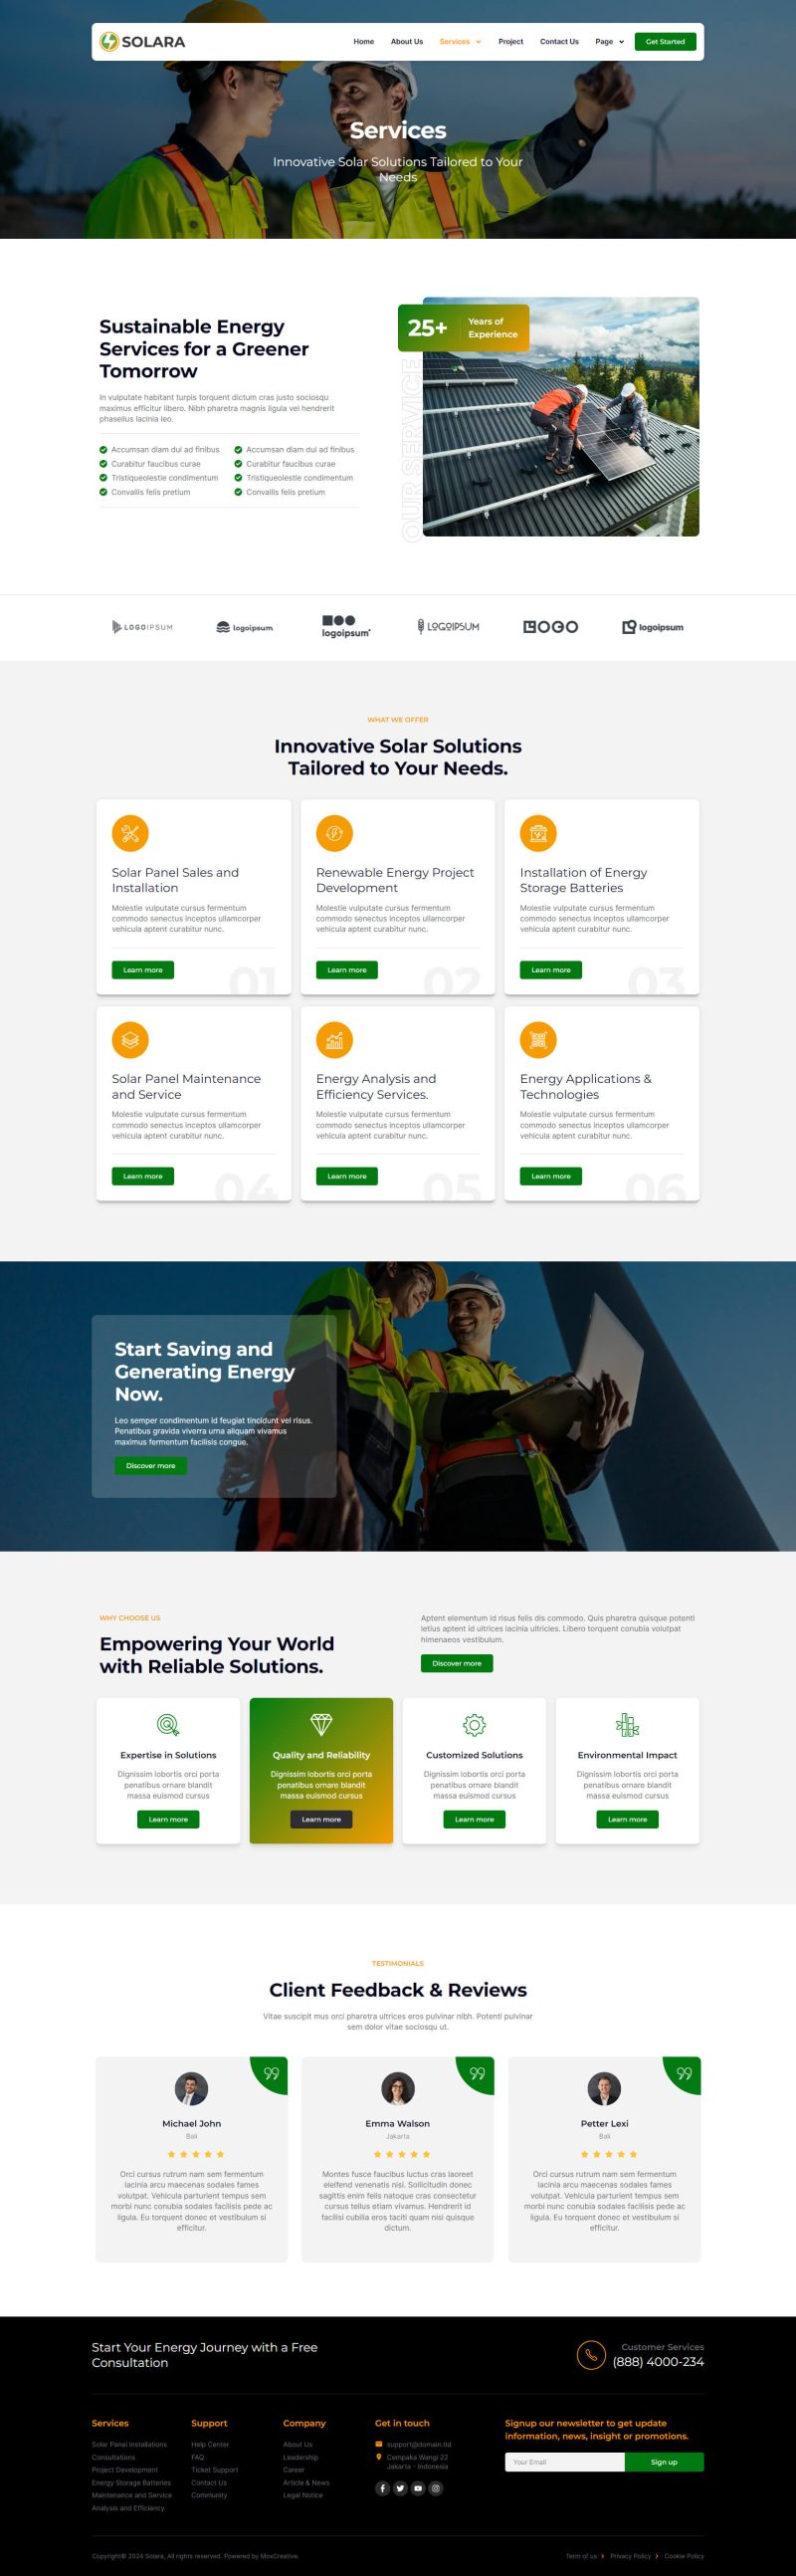 SOLARA
Home About Us Services Project Contact Us Page Get Started
Services
Innovative Solar Solutions Tailored to Your
Needs
Sustainable Energy
Services for a Greener
Tomorrow
In vulputate habitant turpis torquent dictum cras justo sociosqu
maximus efficitur libero. Nibh pharetra magnis ligula vel hendrerit
phasellus lacinia leo.
Accumsan diam dui ad finibus Accumsan diam dui ad finibus
Curabitur faucibus curae Curabitur faucibus curae
Tristiqueolestie condimentum Tristiqueolestie condimentum
Convallis felis pretium Convallis felis pretium
25+
Years of
Experience
OUR SERVICE
LOGOIPSUM logoipsum logoipsum LOGOIPSUM LOGO logoipsum
WHAT WE OFFER
Innovative Solar Solutions
Tailored to Your Needs.
Solar Panel Sales and
Installation
Molestie vulputate cursus fermentum
commodo senectus inceptos ullamcorper
vehicula aptent curabitur nunc.
Learn more
01
Renewable Energy Project
Development
Molestie vulputate cursus fermentum
commodo senectus inceptos ullamcorper
vehicula aptent curabitur nunc.
Learn more
02
Installation of Energy
Storage Batteries
Molestie vulputate cursus fermentum
commodo senectus inceptos ullamcorper
vehicula aptent curabitur nunc.
Learn more
03
Solar Panel Maintenance
and Service
Molestie vulputate cursus fermentum
commodo senectus inceptos ullamcorper
vehicula aptent curabitur nunc.
Learn more
04
Energy Analysis and
Efficiency Services.
Molestie vulputate cursus fermentum
commodo senectus inceptos ullamcorper
vehicula aptent curabitur nunc.
Learn more
05
Energy Applications &
Technologies
Molestie vulputate cursus fermentum
commodo senectus inceptos ullamcorper
vehicula aptent curabitur nunc.
Learn more
06
Start Saving and
Generating Energy
Now.
Leo semper condimentum id feugiat tincidunt vel risus.
Penatibus gravida viverra urna aliquam vivamus
maximus fermentum facilisis congue.
Discover more
WHY CHOOSE US
Empowering Your World
with Reliable Solutions.
Aptent elementum id risus felis dis commodo. Quis pharetra quisque potenti
letius aptent id ultrices lacinia ultricies. Libero torquent conubia volutpat
himenaeos vestibulum.
Discover more
Expertise in Solutions
Dignissim lobortis orci porta
penatibus ornare blandit
massa euismod cursus
Learn more
Quality and Reliability
Dignissim lobortis orci porta
penatibus ornare blandit
massa euismod cursus
Learn more
Customized Solutions
Dignissim lobortis orci porta
penatibus ornare blandit
massa euismod cursus
Learn more
Environmental Impact
Dignissim lobortis orci porta
penatibus ornare blandit
massa euismod cursus
Learn more
TESTIMONIALS
Client Feedback & Reviews
Vitae suscipit mus orci pharetra ultrices eros pulvinar nibh. Potenti pulvinar
sem dolor vitae sociosqu ut.
Michael John
Bali
Orci cursus rutrum nam sem fermentum
lacinia arcu maecenas sodales fames
volutpat. Vehicula parturient tempus sem
morbi nunc conubia sodales facilisis pede ac
ligula. Eu torquent donec et vestibulum si
efficitur.
Emma Walson
Jakarta
Montes fusce faucibus luctus cras laoreet
eleifend venenatis nisi. Sollicitudin donec
sagittis enim felis natoque cras consectetur
cursus tellus etiam vivamus. Hendrerit id
facilisi cubilia eros taciti quam nisi quisque
dictum.
Petter Lexi
Bali
Orci cursus rutrum nam sem fermentum
lacinia arcu maecenas sodales fames
volutpat. Vehicula parturient tempus sem
morbi nunc conubia sodales facilisis pede ac
ligula. Eu torquent donec et vestibulum si
efficitur.
Start Your Energy Journey with a Free
Consultation
Customer Services
(888) 4000-234
Services
Solar Panel Installations
Consultations
Project Development
Energy Storage Batteries
Maintenance and Service
Analysis and Efficiency
Support
Help Center
FAQ
Ticket Support
Contact Us
Community
Company
About Us
Leadership
Career
Article & News
Legal Notice
Get in touch
support@domain.tld
Cempaka Wangi 22
Jakarta - Indonesia
Signup our newsletter to get update
information, news, insight or promotions.
Your Email Sign up
Copyright© 2024 Solara, All rights reserved. Powered by MoxCreative.
Term of us Privacy Policy Cookie Policy